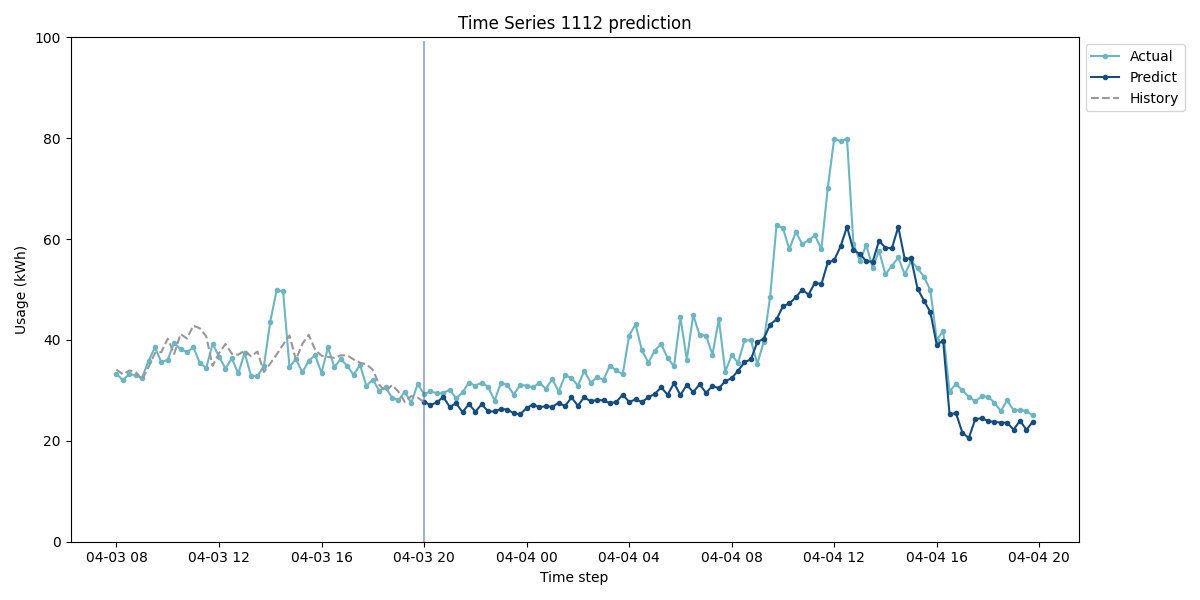 Time Series 1112 prediction
Usage (kWh)
100
80
60
40
20
0
04-03 08
04-03 12
04-03 16
04-03 20
04-04 00
04-04 04
04-04 08
04-04 12
04-04 16
04-04 20
Time step
Actual
Predict
History